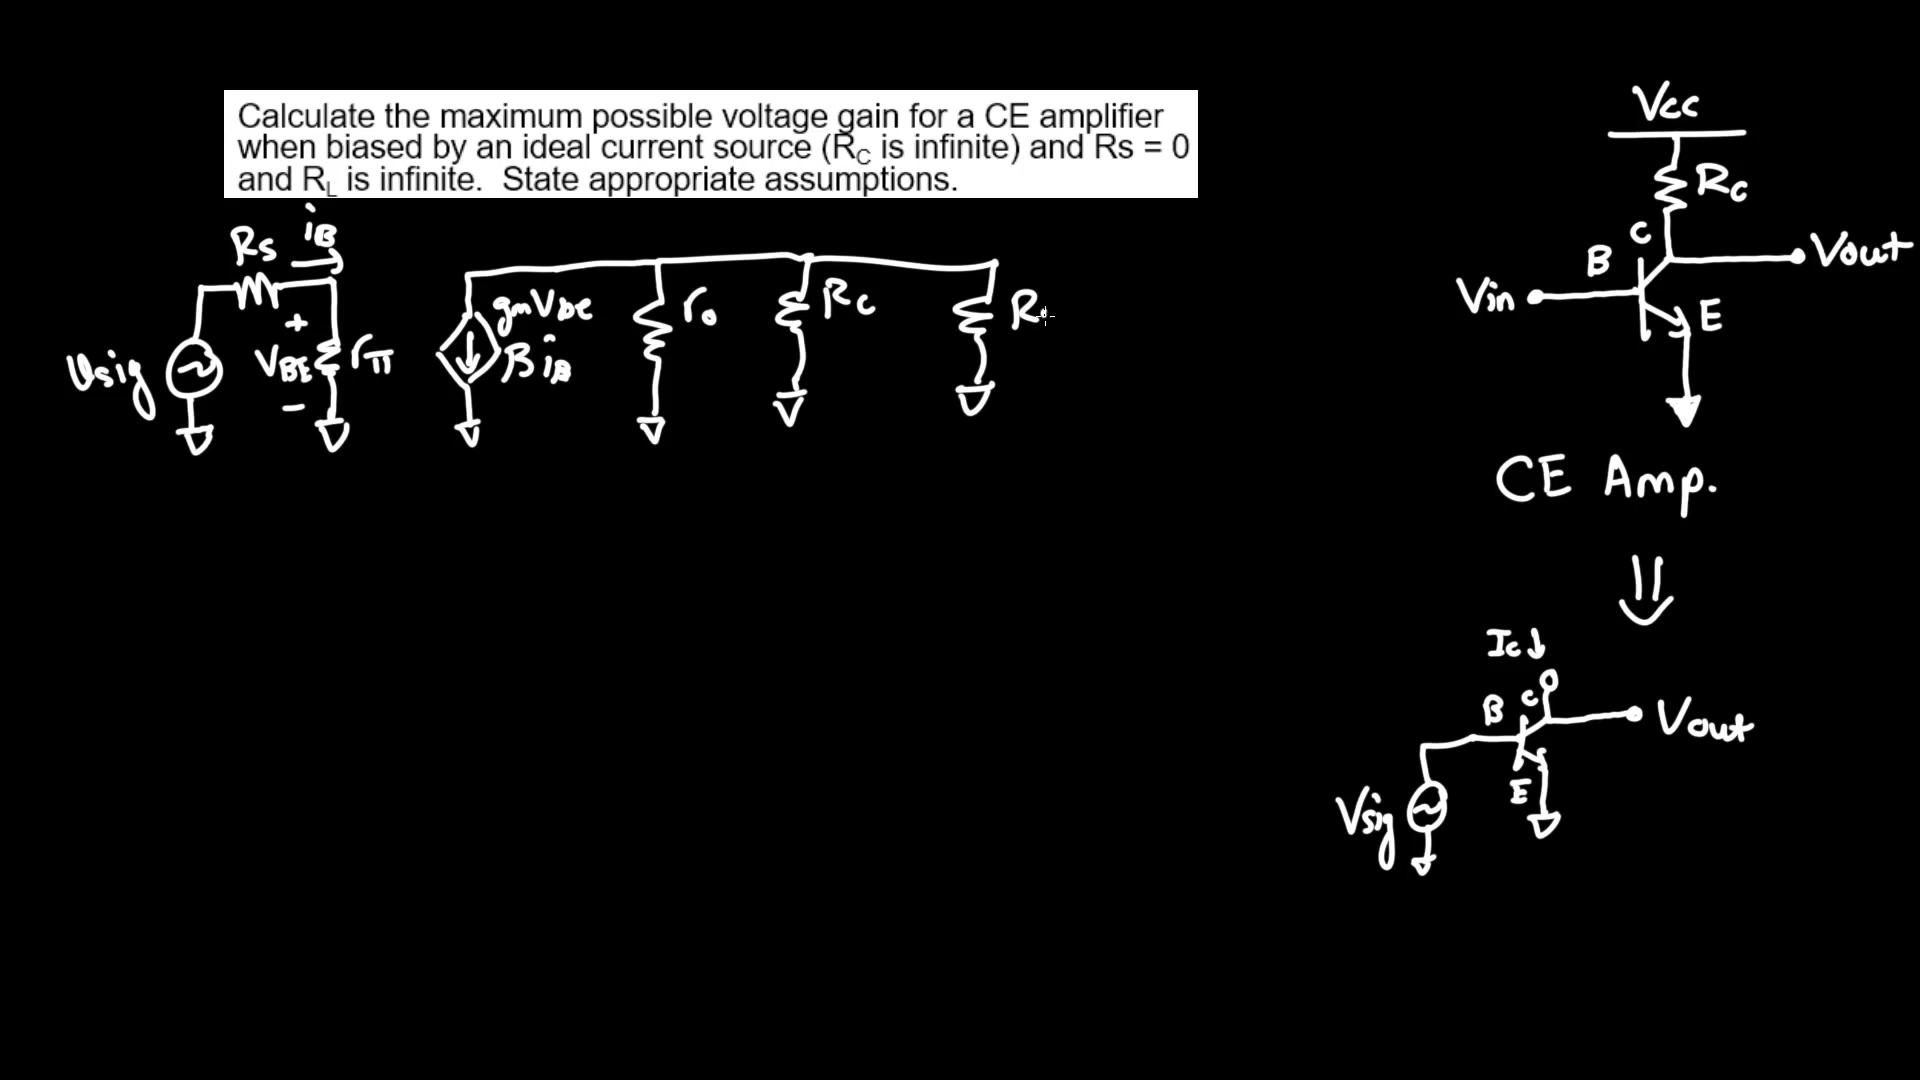 Calculate the maximum possible voltage gain for a CE amplifier
when biased by an ideal current source (RC is infinite) and Rs = 0
and RL is infinite.  State appropriate assumptions.
Rs
iB
Vsig
+
VBE
-
rπ
gmVbe
βiB
ro
RC
R
Vcc
RC
C
B
Vin
E
Vout
CE Amp.
Ic
B
C
E
Vout
Vsig